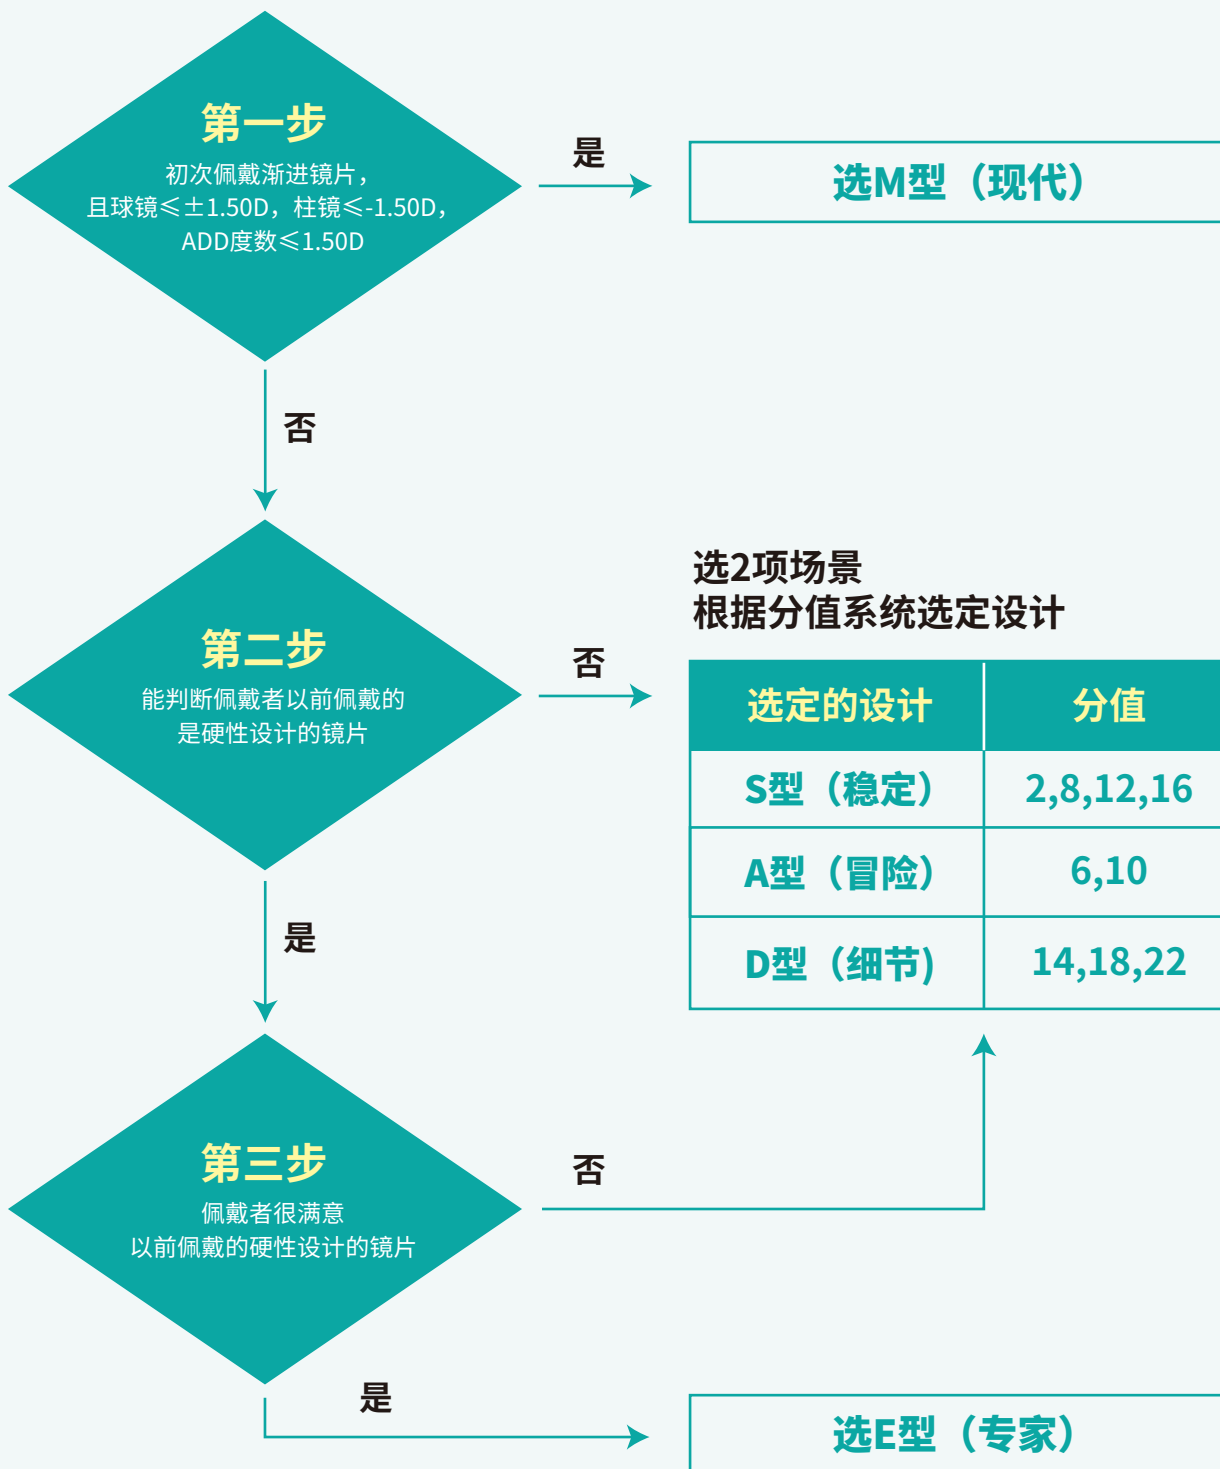 第一步
初次佩戴渐进镜片，
且球镜≤±1.50D，柱镜≤-1.50D，
ADD度数≤1.50D
是
选M型（现代）
否
第二步
能判断佩戴者以前佩戴的
是硬性设计的镜片
否
选2项场景
根据分值系统选定设计
选定的设计 分值
S型（稳定） 2,8,12,16
A型（冒险） 6,10
D型（细节) 14,18,22
是
第三步
佩戴者很满意
以前佩戴的硬性设计的镜片
否
是
选E型（专家）